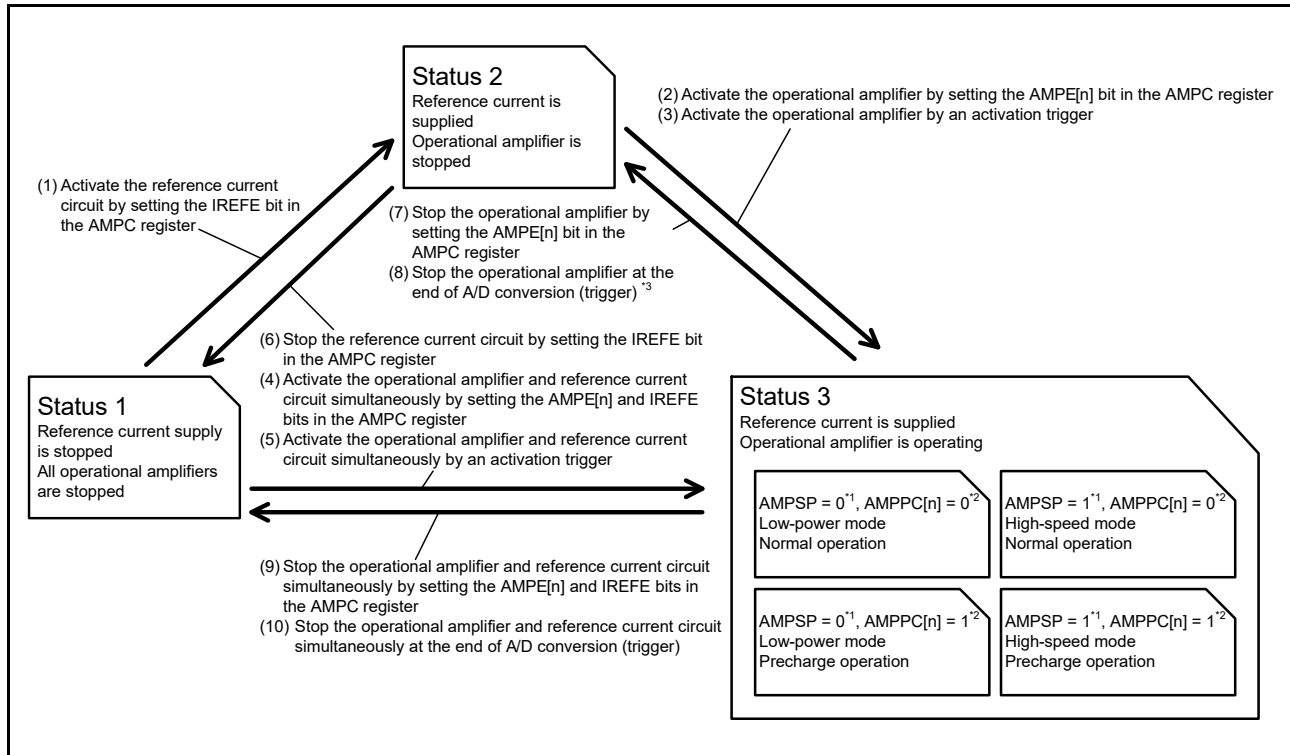 Status 2
Reference current is
supplied
Operational amplifier is
stopped
(2) Activate the operational amplifier by setting the AMPE[n] bit in the AMPC register
(3) Activate the operational amplifier by an activation trigger
(1) Activate the reference current
circuit by setting the IREFE bit in
the AMPC register
(7) Stop the operational amplifier by
setting the AMPE[n] bit in the
AMPC register
(8) Stop the operational amplifier at the
end of A/D conversion (trigger) *3
(6) Stop the reference current circuit by setting the IREFE bit
in the AMPC register
(4) Activate the operational amplifier and reference current
circuit simultaneously by setting the AMPE[n] and IREFE
bits in the AMPC register
(5) Activate the operational amplifier and reference current
circuit simultaneously by an activation trigger
Status 1
Reference current supply
is stopped
All operational amplifiers
are stopped
Status 3
Reference current is supplied
Operational amplifier is operating
AMPSP = 0*1, AMPPC[n] = 0*2
Low-power mode
Normal operation
AMPSP = 1*1, AMPPC[n] = 0*2
High-speed mode
Normal operation
AMPSP = 0*1, AMPPC[n] = 1*2
Low-power mode
Precharge operation
AMPSP = 1*1, AMPPC[n] = 1*2
High-speed mode
Precharge operation
(9) Stop the operational amplifier and reference current circuit
simultaneously by setting the AMPE[n] and IREFE bits in
the AMPC register
(10) Stop the operational amplifier and reference current circuit
simultaneously at the end of A/D conversion (trigger)